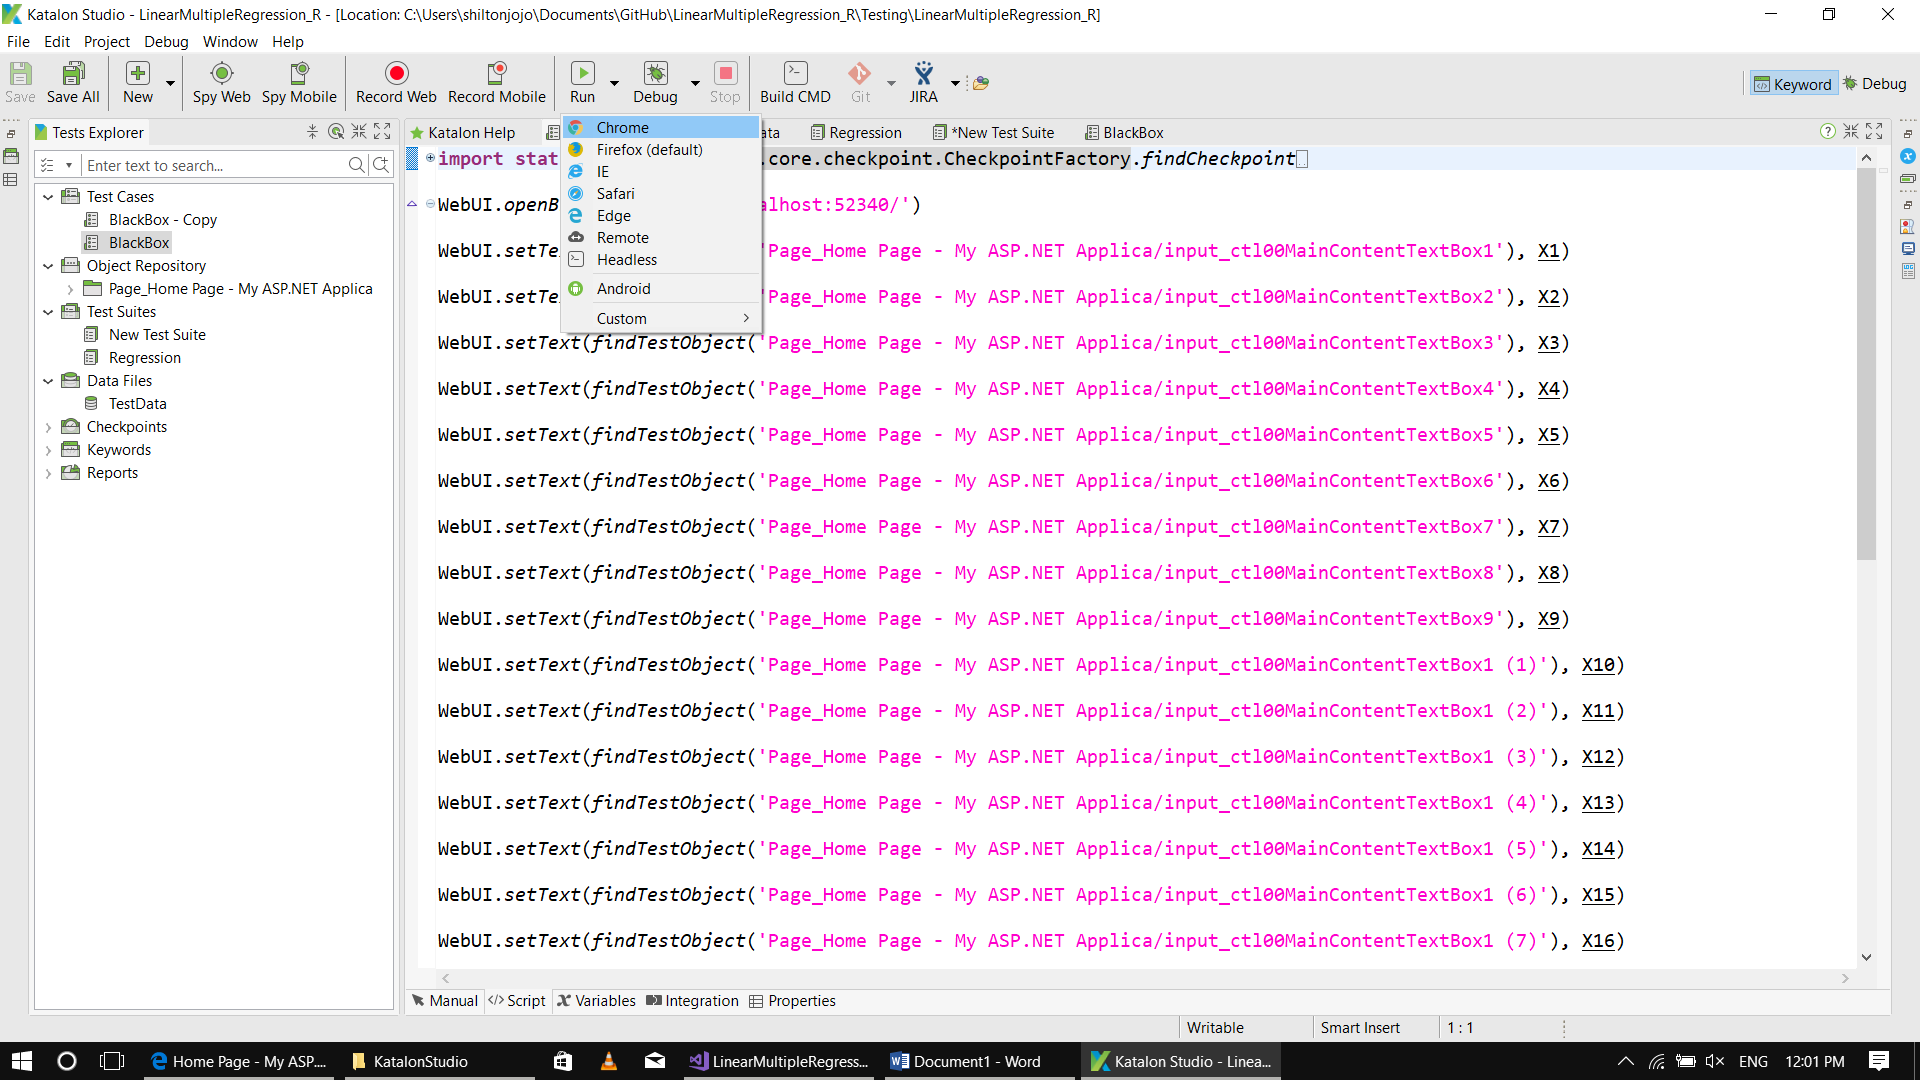 Katalon Studio - LinearMultipleRegression_R - [Location: C:\Users\shiltonjojo\Documents\GitHub\LinearMultipleRegression_R\Testing\LinearMultipleRegression_R]
File Edit Project Debug Window Help
Save Save All New Spy Web Spy Mobile Record Web Record Mobile Run Debug Stop Build CMD Git JIRA Keyword Debug
Tests Explorer
Enter text to search...
Test Cases
BlackBox - Copy
BlackBox
Object Repository
Page_Home Page - My ASP.NET Applica
Test Suites
New Test Suite
Regression
Data Files
TestData
Checkpoints
Keywords
Reports
Katalon Help ta Regression *New Test Suite BlackBox
Chrome
Firefox (default)
IE
Safari
Edge
Remote
Headless
Android
Custom
import stat .core.checkpoint.CheckpointFactory.findCheckpoint
WebUI.openB alhost:52340/')
WebUI.setTe 'Page_Home Page - My ASP.NET Applica/input_ctl00MainContentTextBox1'), X1)
WebUI.setTe 'Page_Home Page - My ASP.NET Applica/input_ctl00MainContentTextBox2'), X2)
WebUI.setText(findTestObject('Page_Home Page - My ASP.NET Applica/input_ctl00MainContentTextBox3'), X3)
WebUI.setText(findTestObject('Page_Home Page - My ASP.NET Applica/input_ctl00MainContentTextBox4'), X4)
WebUI.setText(findTestObject('Page_Home Page - My ASP.NET Applica/input_ctl00MainContentTextBox5'), X5)
WebUI.setText(findTestObject('Page_Home Page - My ASP.NET Applica/input_ctl00MainContentTextBox6'), X6)
WebUI.setText(findTestObject('Page_Home Page - My ASP.NET Applica/input_ctl00MainContentTextBox7'), X7)
WebUI.setText(findTestObject('Page_Home Page - My ASP.NET Applica/input_ctl00MainContentTextBox8'), X8)
WebUI.setText(findTestObject('Page_Home Page - My ASP.NET Applica/input_ctl00MainContentTextBox9'), X9)
WebUI.setText(findTestObject('Page_Home Page - My ASP.NET Applica/input_ctl00MainContentTextBox1 (1)'), X10)
WebUI.setText(findTestObject('Page_Home Page - My ASP.NET Applica/input_ctl00MainContentTextBox1 (2)'), X11)
WebUI.setText(findTestObject('Page_Home Page - My ASP.NET Applica/input_ctl00MainContentTextBox1 (3)'), X12)
WebUI.setText(findTestObject('Page_Home Page - My ASP.NET Applica/input_ctl00MainContentTextBox1 (4)'), X13)
WebUI.setText(findTestObject('Page_Home Page - My ASP.NET Applica/input_ctl00MainContentTextBox1 (5)'), X14)
WebUI.setText(findTestObject('Page_Home Page - My ASP.NET Applica/input_ctl00MainContentTextBox1 (6)'), X15)
WebUI.setText(findTestObject('Page_Home Page - My ASP.NET Applica/input_ctl00MainContentTextBox1 (7)'), X16)
Manual Script Variables Integration Properties
Writable Smart Insert 1 : 1
Home Page - My ASP.... KatalonStudio LinearMultipleRegress... Document1 - Word Katalon Studio - Linea... ENG 12:01 PM